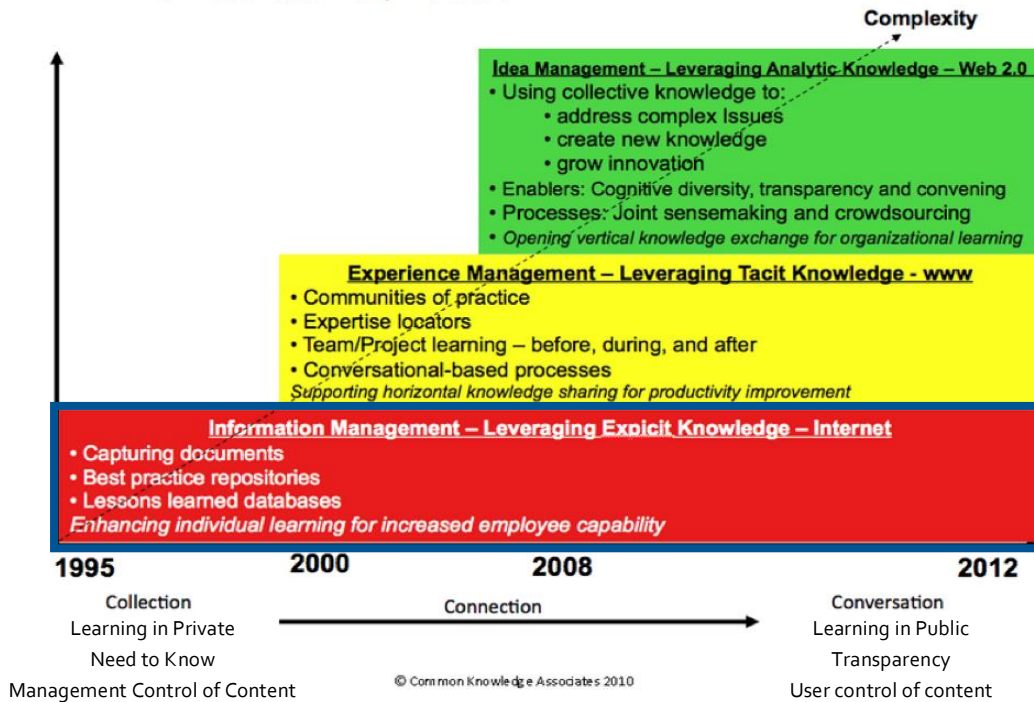 Complexity
Idea Management – Leveraging Analytic Knowledge – Web 2.0
• Using collective knowledge to:
• address complex Issues
• create new knowledge
• grow innovation
• Enablers: Cognitive diversity, transparency and convening
• Processes: Joint sensemaking and crowdsourcing
• Opening vertical knowledge exchange for organizational learning
Experience Management – Leveraging Tacit Knowledge - www
• Communities of practice
• Expertise locators
• Team/Project learning – before, during, and after
• Conversational-based processes
Supporting horizontal knowledge sharing for productivity improvement
Information Management – Leveraging Expicit Knowledge – Internet
• Capturing documents
• Best practice repositories
• Lessons learned databases
Enhancing individual learning for increased employee capability
1995 2000 2008 2012
Collection Connection Conversation
Learning in Private Learning in Public
Need to Know Transparency
Management Control of Content © Common Knowledge Associates 2010 User control of content